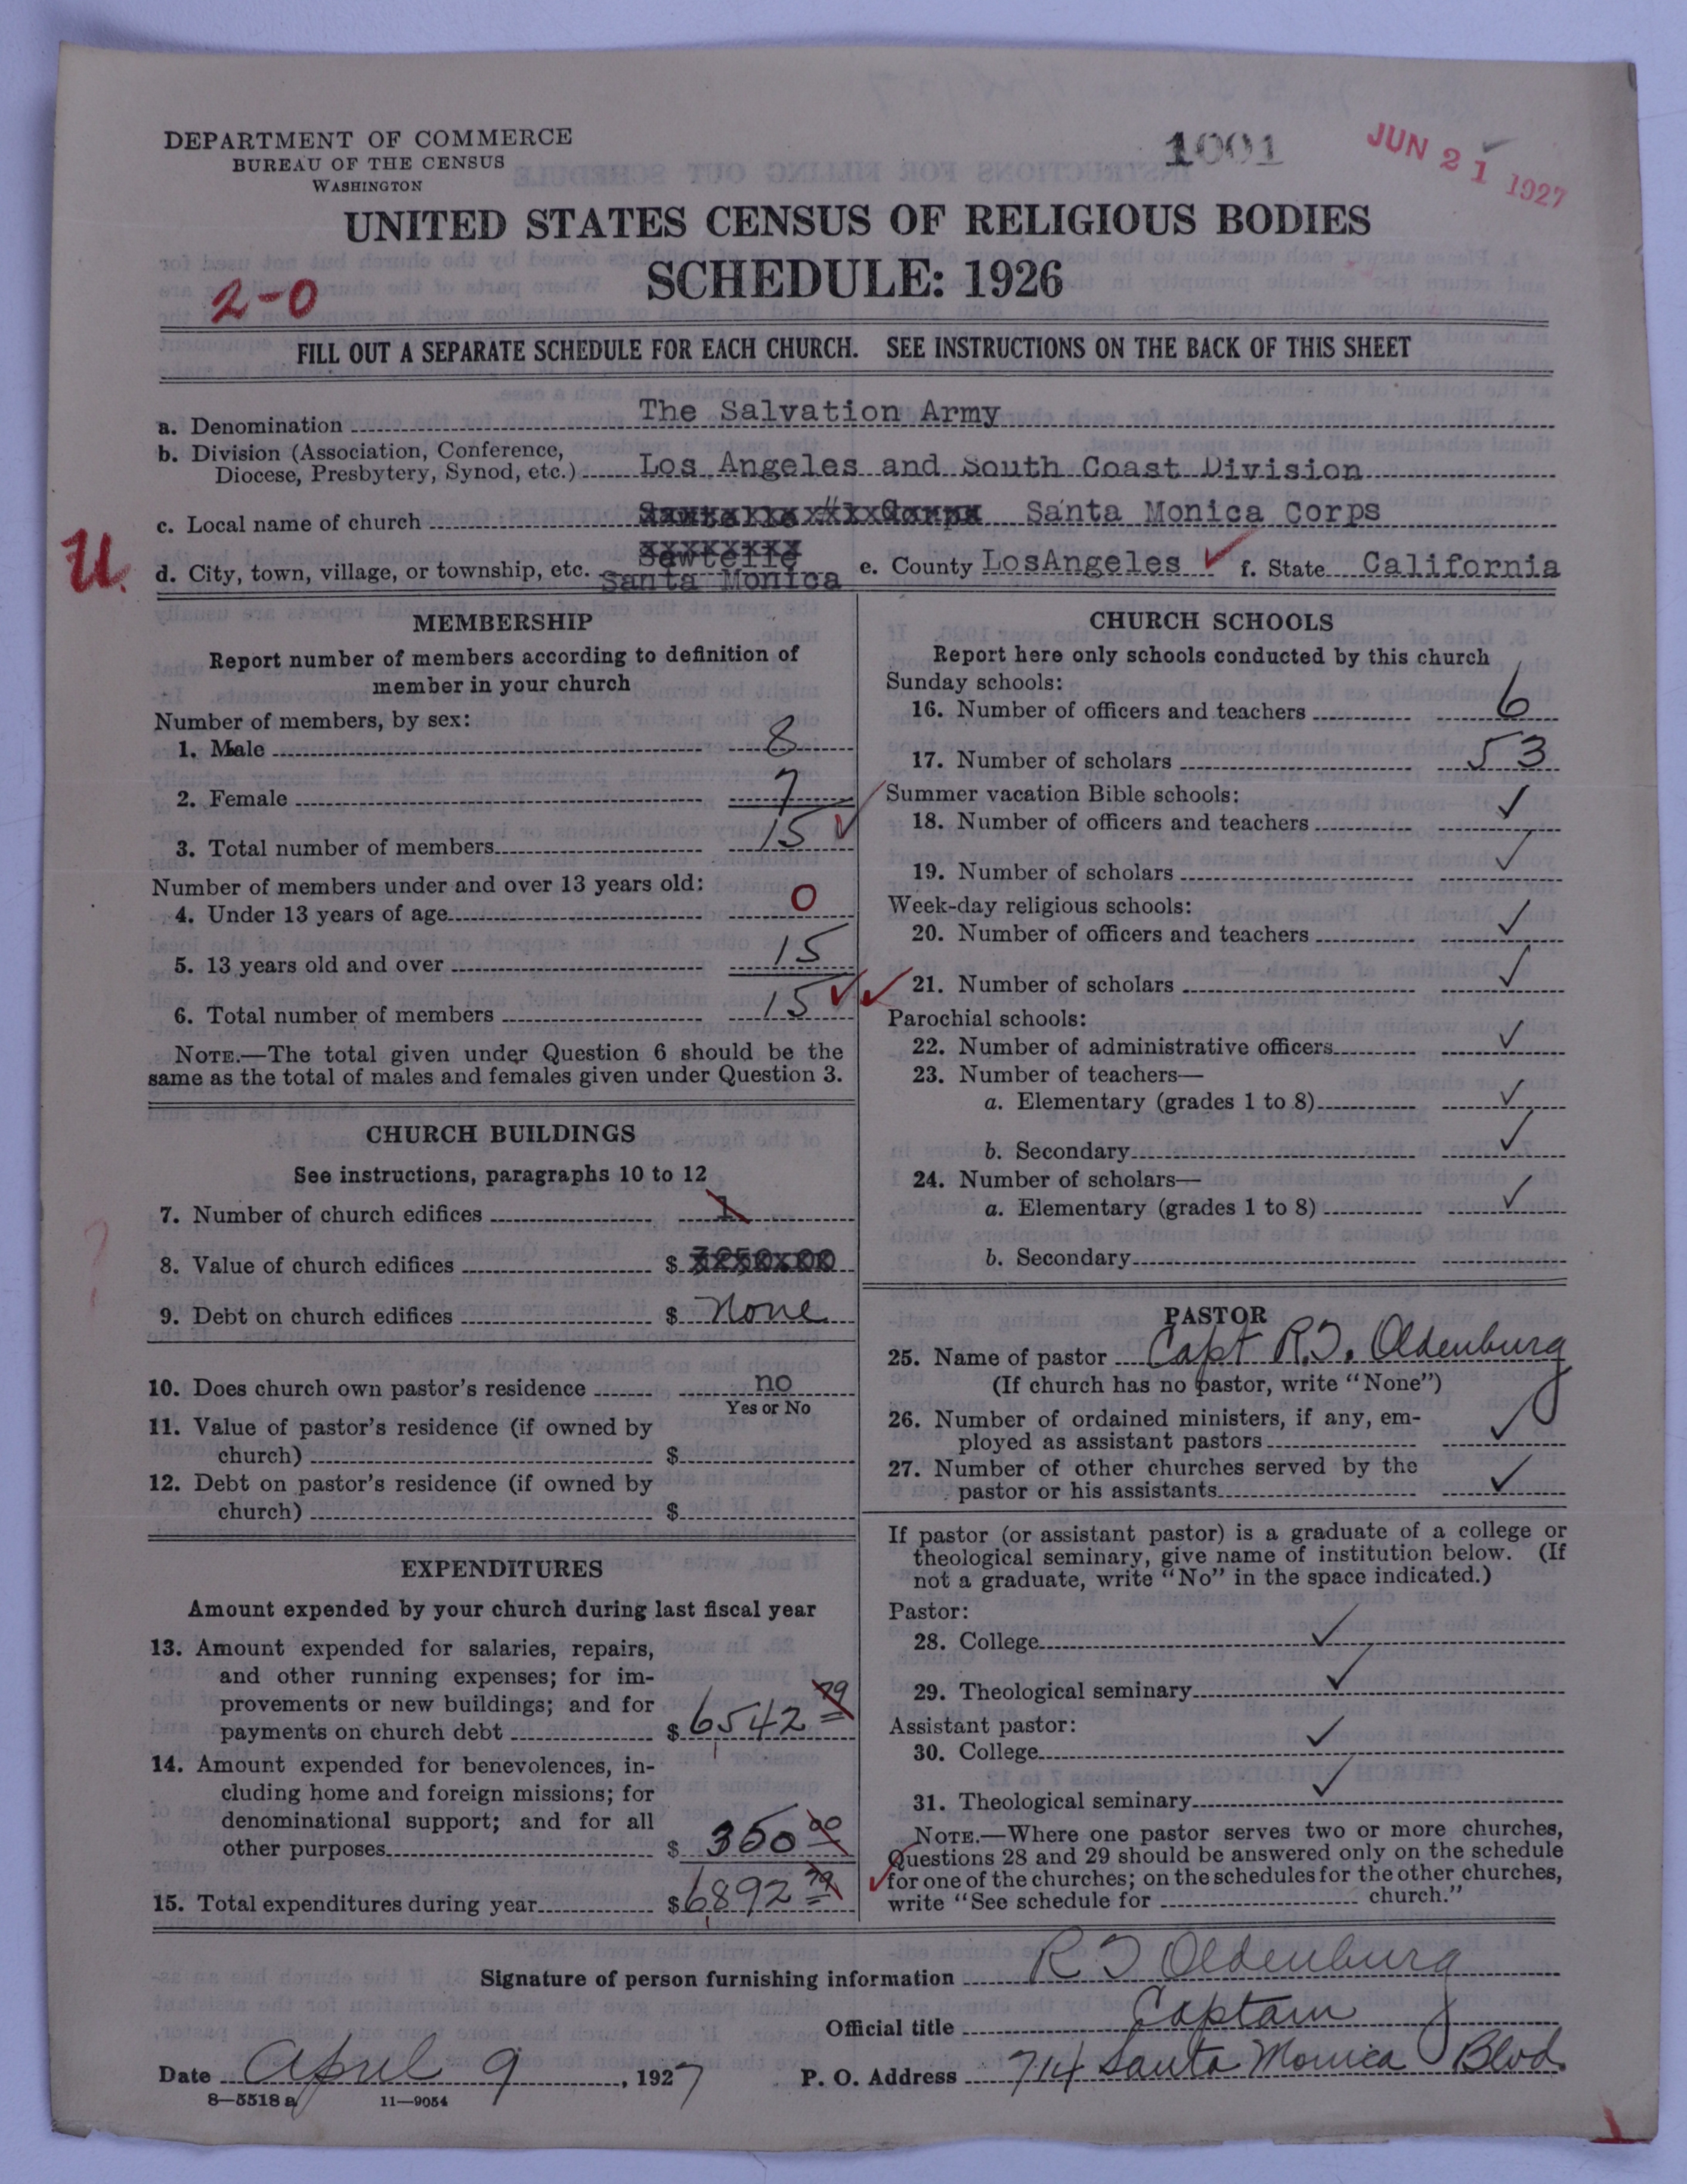 DEPARTMENT OF COMMERCE
BUREAU OF THE CENSUS
WASHINGTON
1001
JUN 21 1927
UNITED STATES CENSUS OF RELIGIOUS BODIES
SCHEDULE: 1926
2-0
FILL OUT A SEPARATE SCHEDULE FOR EACH CHURCH. SEE INSTRUCTIONS ON THE BACK OF THIS SHEET
a. Denomination The Salvation Army
b. Division (Association, Conference,
Diocese, Presbytery, Synod, etc.) Los Angeles and South Coast Division
c. Local name of church Santa Monica Corps
U.
Sawtelle
d. City, town, village, or township, etc. Santa Monica e. County LosAngeles ✓ f. State California
MEMBERSHIP
Report number of members according to definition of
member in your church
Number of members, by sex:
1. Male 8
2. Female 7
3. Total number of members 15 ✓
Number of members under and over 13 years old:
4. Under 13 years of age 0
5. 13 years old and over 15
6. Total number of members 15 ✓
NOTE.—The total given under Question 6 should be the
same as the total of males and females given under Question 3.
CHURCH BUILDINGS
See instructions, paragraphs 10 to 12
7. Number of church edifices 1
8. Value of church edifices $
9. Debt on church edifices $ None
10. Does church own pastor's residence no
Yes or No
11. Value of pastor's residence (if owned by
church) $
12. Debt on pastor's residence (if owned by
church) $
EXPENDITURES
Amount expended by your church during last fiscal year
13. Amount expended for salaries, repairs,
and other running expenses; for im-
provements or new buildings; and for
payments on church debt $ 6542 79
14. Amount expended for benevolences, in-
cluding home and foreign missions; for
denominational support; and for all
other purposes $ 350 00
15. Total expenditures during year $ 6892 79
CHURCH SCHOOLS
Report here only schools conducted by this church
Sunday schools:
16. Number of officers and teachers 6
17. Number of scholars 53
Summer vacation Bible schools:
18. Number of officers and teachers ✓
19. Number of scholars ✓
Week-day religious schools:
20. Number of officers and teachers ✓
✓ 21. Number of scholars ✓
Parochial schools:
22. Number of administrative officers ✓
23. Number of teachers—
a. Elementary (grades 1 to 8) ✓
b. Secondary ✓
24. Number of scholars—
a. Elementary (grades 1 to 8) ✓
b. Secondary
PASTOR
25. Name of pastor Capt R.T. Oldenburg
(If church has no pastor, write "None")
26. Number of ordained ministers, if any, em-
ployed as assistant pastors ✓
27. Number of other churches served by the
pastor or his assistants ✓
If pastor (or assistant pastor) is a graduate of a college or
theological seminary, give name of institution below. (If
not a graduate, write "No" in the space indicated.)
Pastor:
28. College ✓
29. Theological seminary ✓
Assistant pastor:
30. College ✓
31. Theological seminary ✓
NOTE.—Where one pastor serves two or more churches,
Questions 28 and 29 should be answered only on the schedule
✓ for one of the churches; on the schedules for the other churches,
write "See schedule for church."
Signature of person furnishing information R T Oldenburg
Official title Captain
Date April 9, 1927 P. O. Address 714 Santa Monica Blvd.
8—5518 a 11—9054